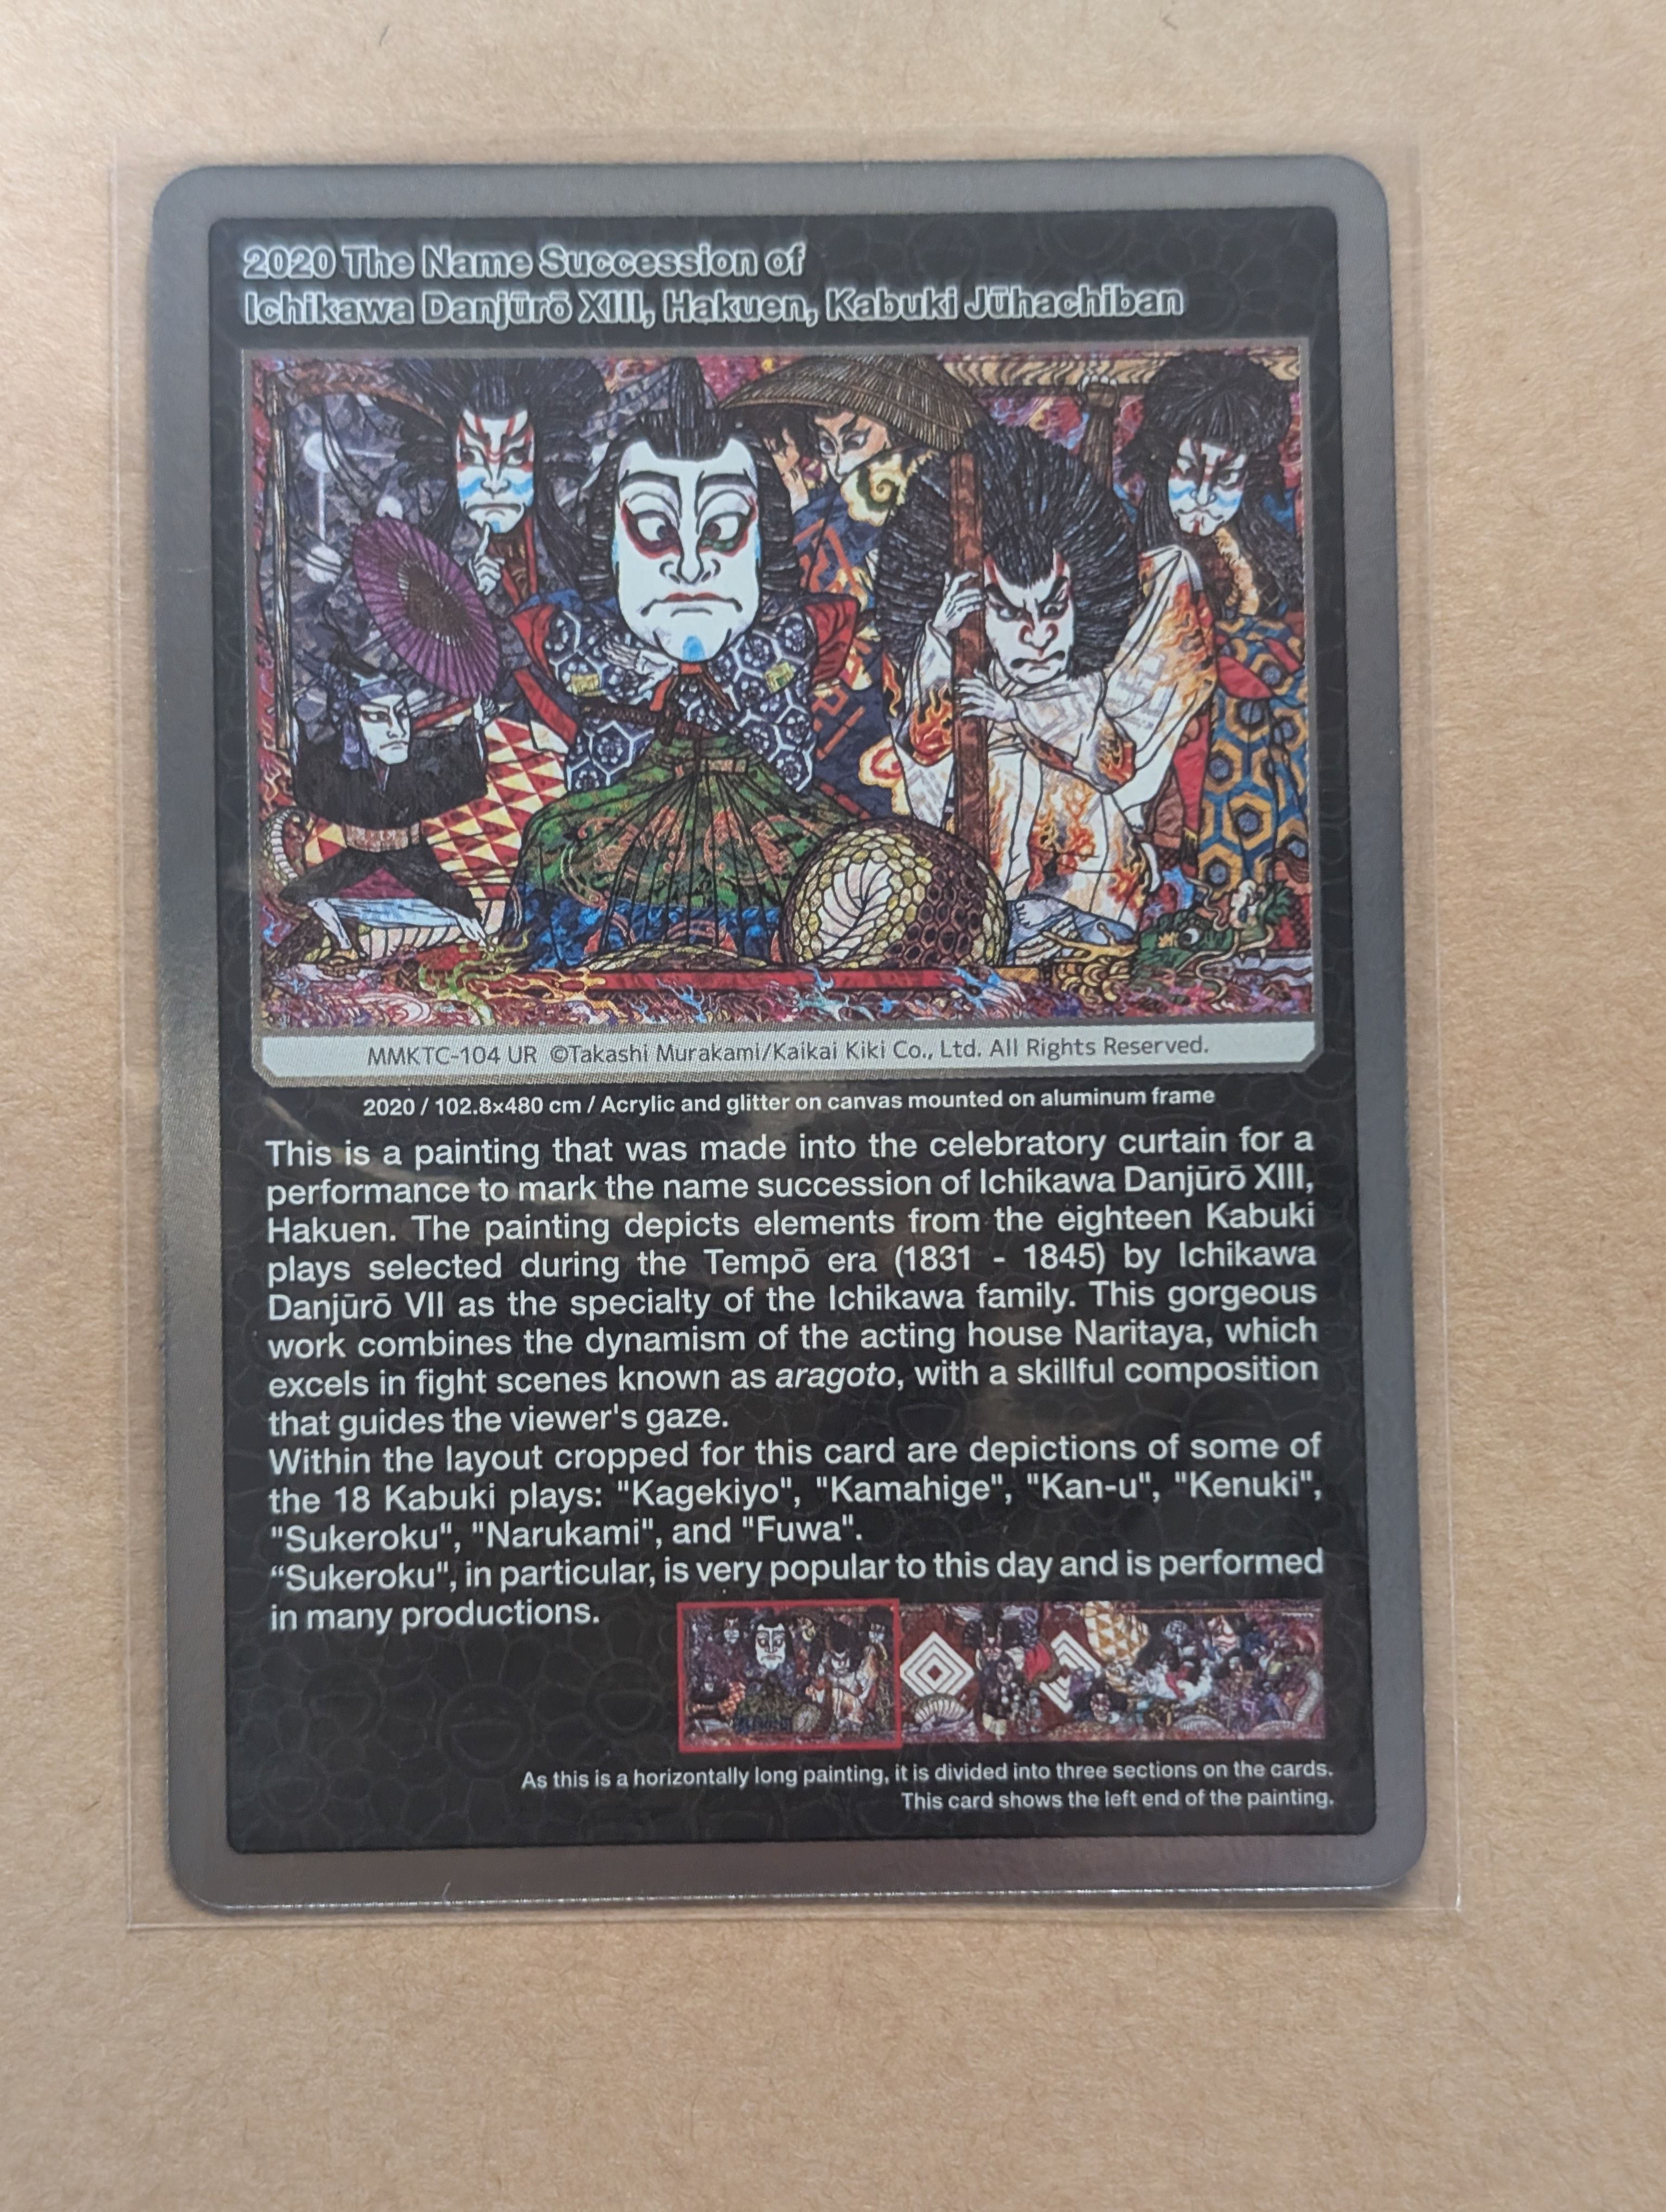 2020 The Name Succession of
Ichikawa Danjūrō XIII, Hakuen, Kabuki Jūhachiban
MMKTC-104 UR ©Takashi Murakami/Kaikai Kiki Co., Ltd. All Rights Reserved.
2020 / 102.8×480 cm / Acrylic and glitter on canvas mounted on aluminum frame
This is a painting that was made into the celebratory curtain for a
performance to mark the name succession of Ichikawa Danjūrō XIII,
Hakuen. The painting depicts elements from the eighteen Kabuki
plays selected during the Tempō era (1831 - 1845) by Ichikawa
Danjūrō VII as the specialty of the Ichikawa family. This gorgeous
work combines the dynamism of the acting house Naritaya, which
excels in fight scenes known as aragoto, with a skillful composition
that guides the viewer's gaze.
Within the layout cropped for this card are depictions of some of
the 18 Kabuki plays: "Kagekiyo", "Kamahige", "Kan-u", "Kenuki",
"Sukeroku", "Narukami", and "Fuwa".
“Sukeroku", in particular, is very popular to this day and is performed
in many productions.
As this is a horizontally long painting, it is divided into three sections on the cards.
This card shows the left end of the painting.